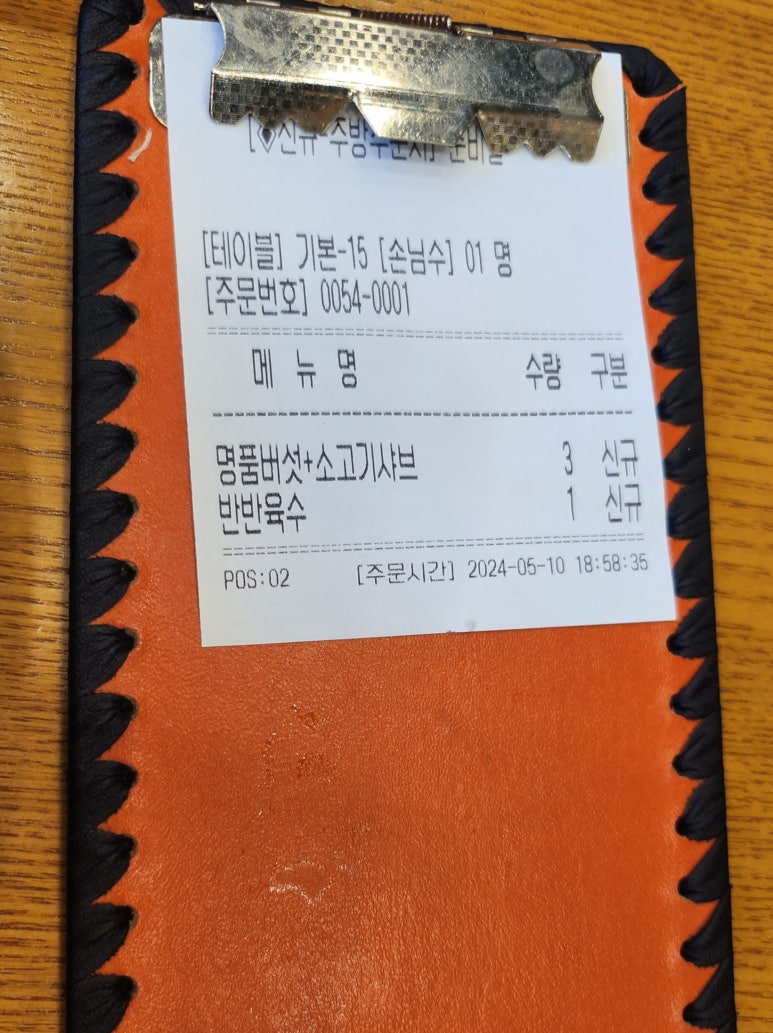 [테이블] 기본-15 [손님수] 01 명
[주문번호] 0054-0001
메 뉴 명 수량 구분
명품버섯+소고기샤브 3 신규
반반육수 1 신규
POS:02 [주문시간] 2024-05-10 18:58:35